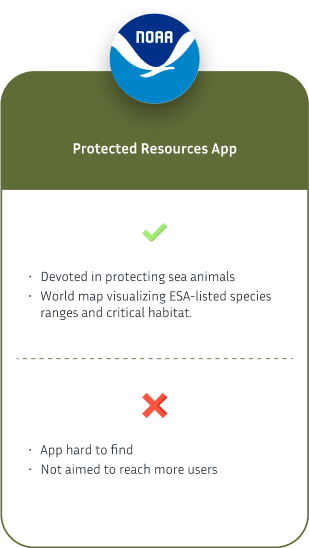 NOAA
Protected Resources App
· Devoted in protecting sea animals
· World map visualizing ESA-listed species
ranges and critical habitat.
· App hard to find
· Not aimed to reach more users